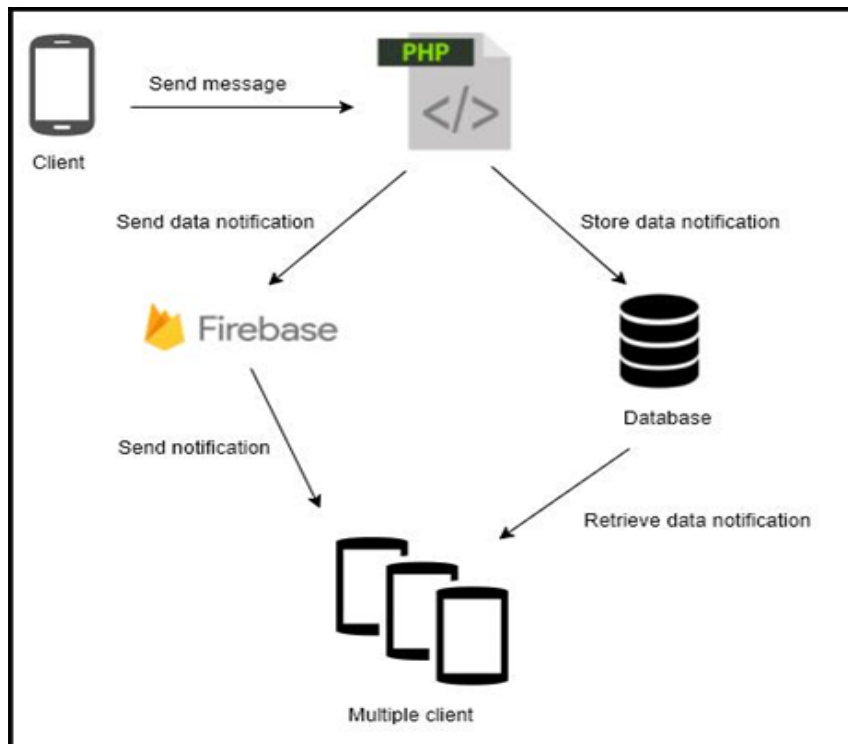 PHP
</>
Send message
Client
Send data notification
Store data notification
Firebase
Database
Send notification
Retrieve data notification
Multiple client